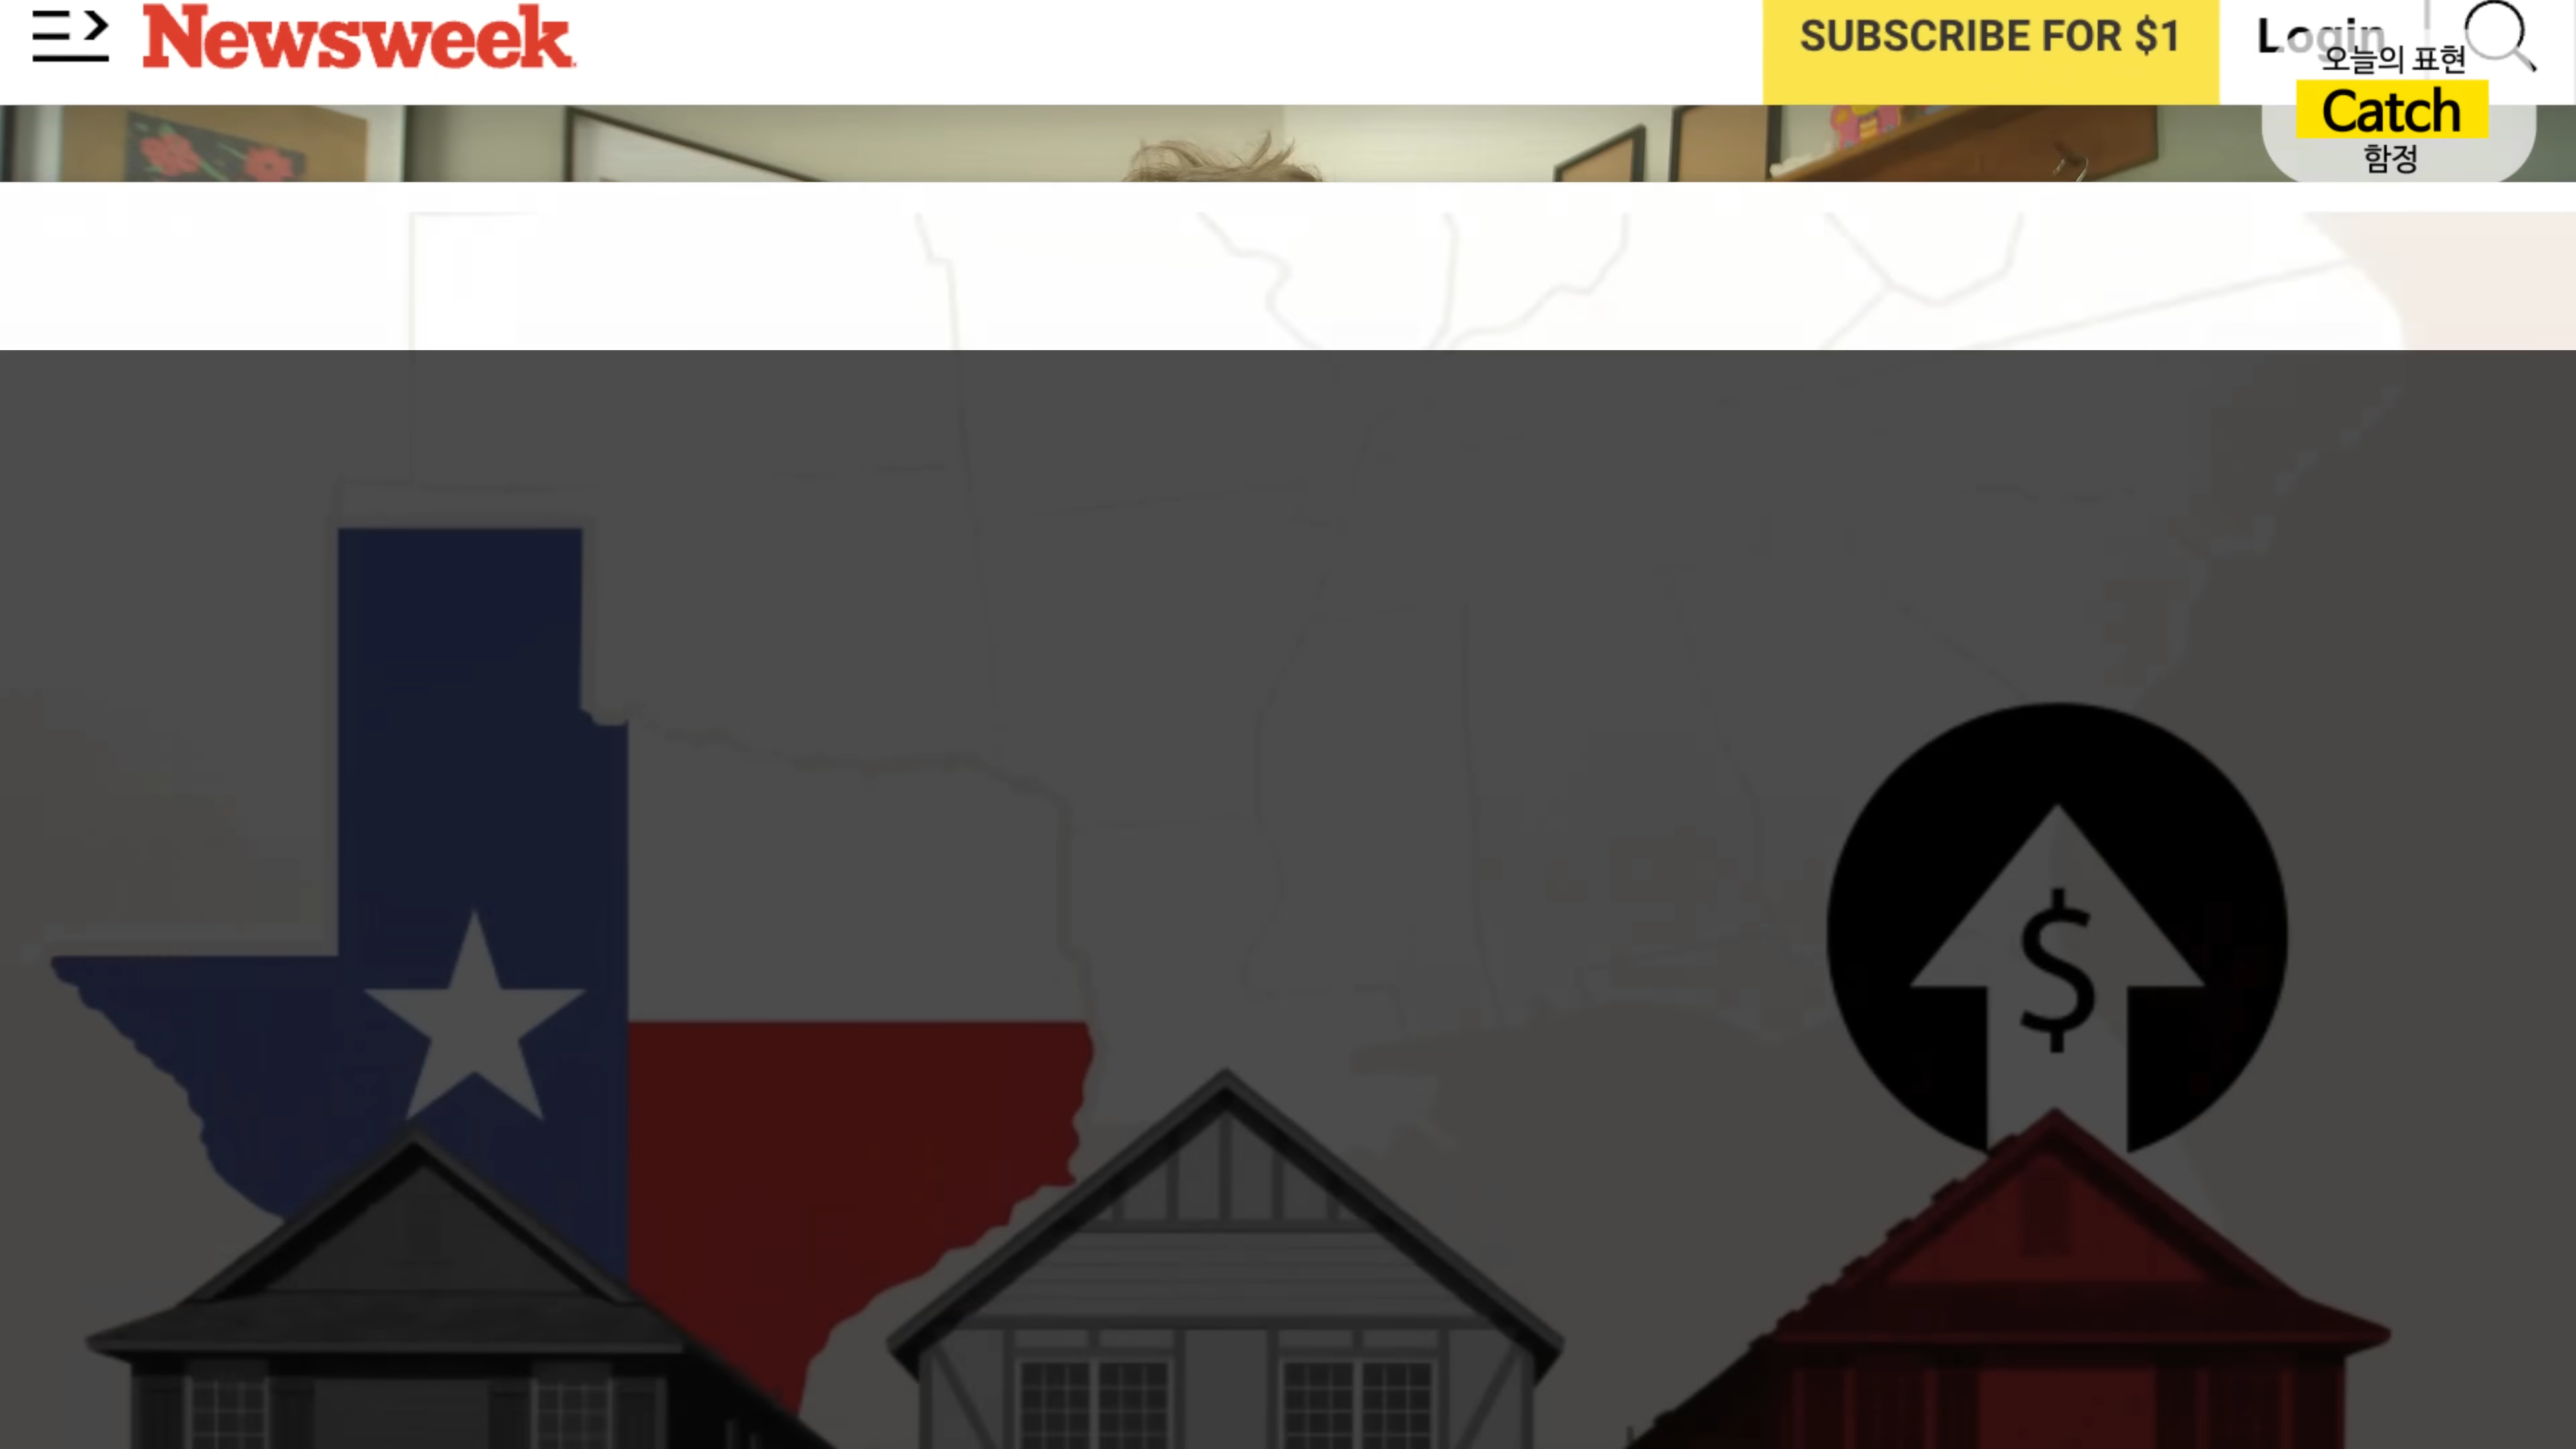 Newsweek
SUBSCRIBE FOR $1
Login
오늘의 표현
Catch
함정
$